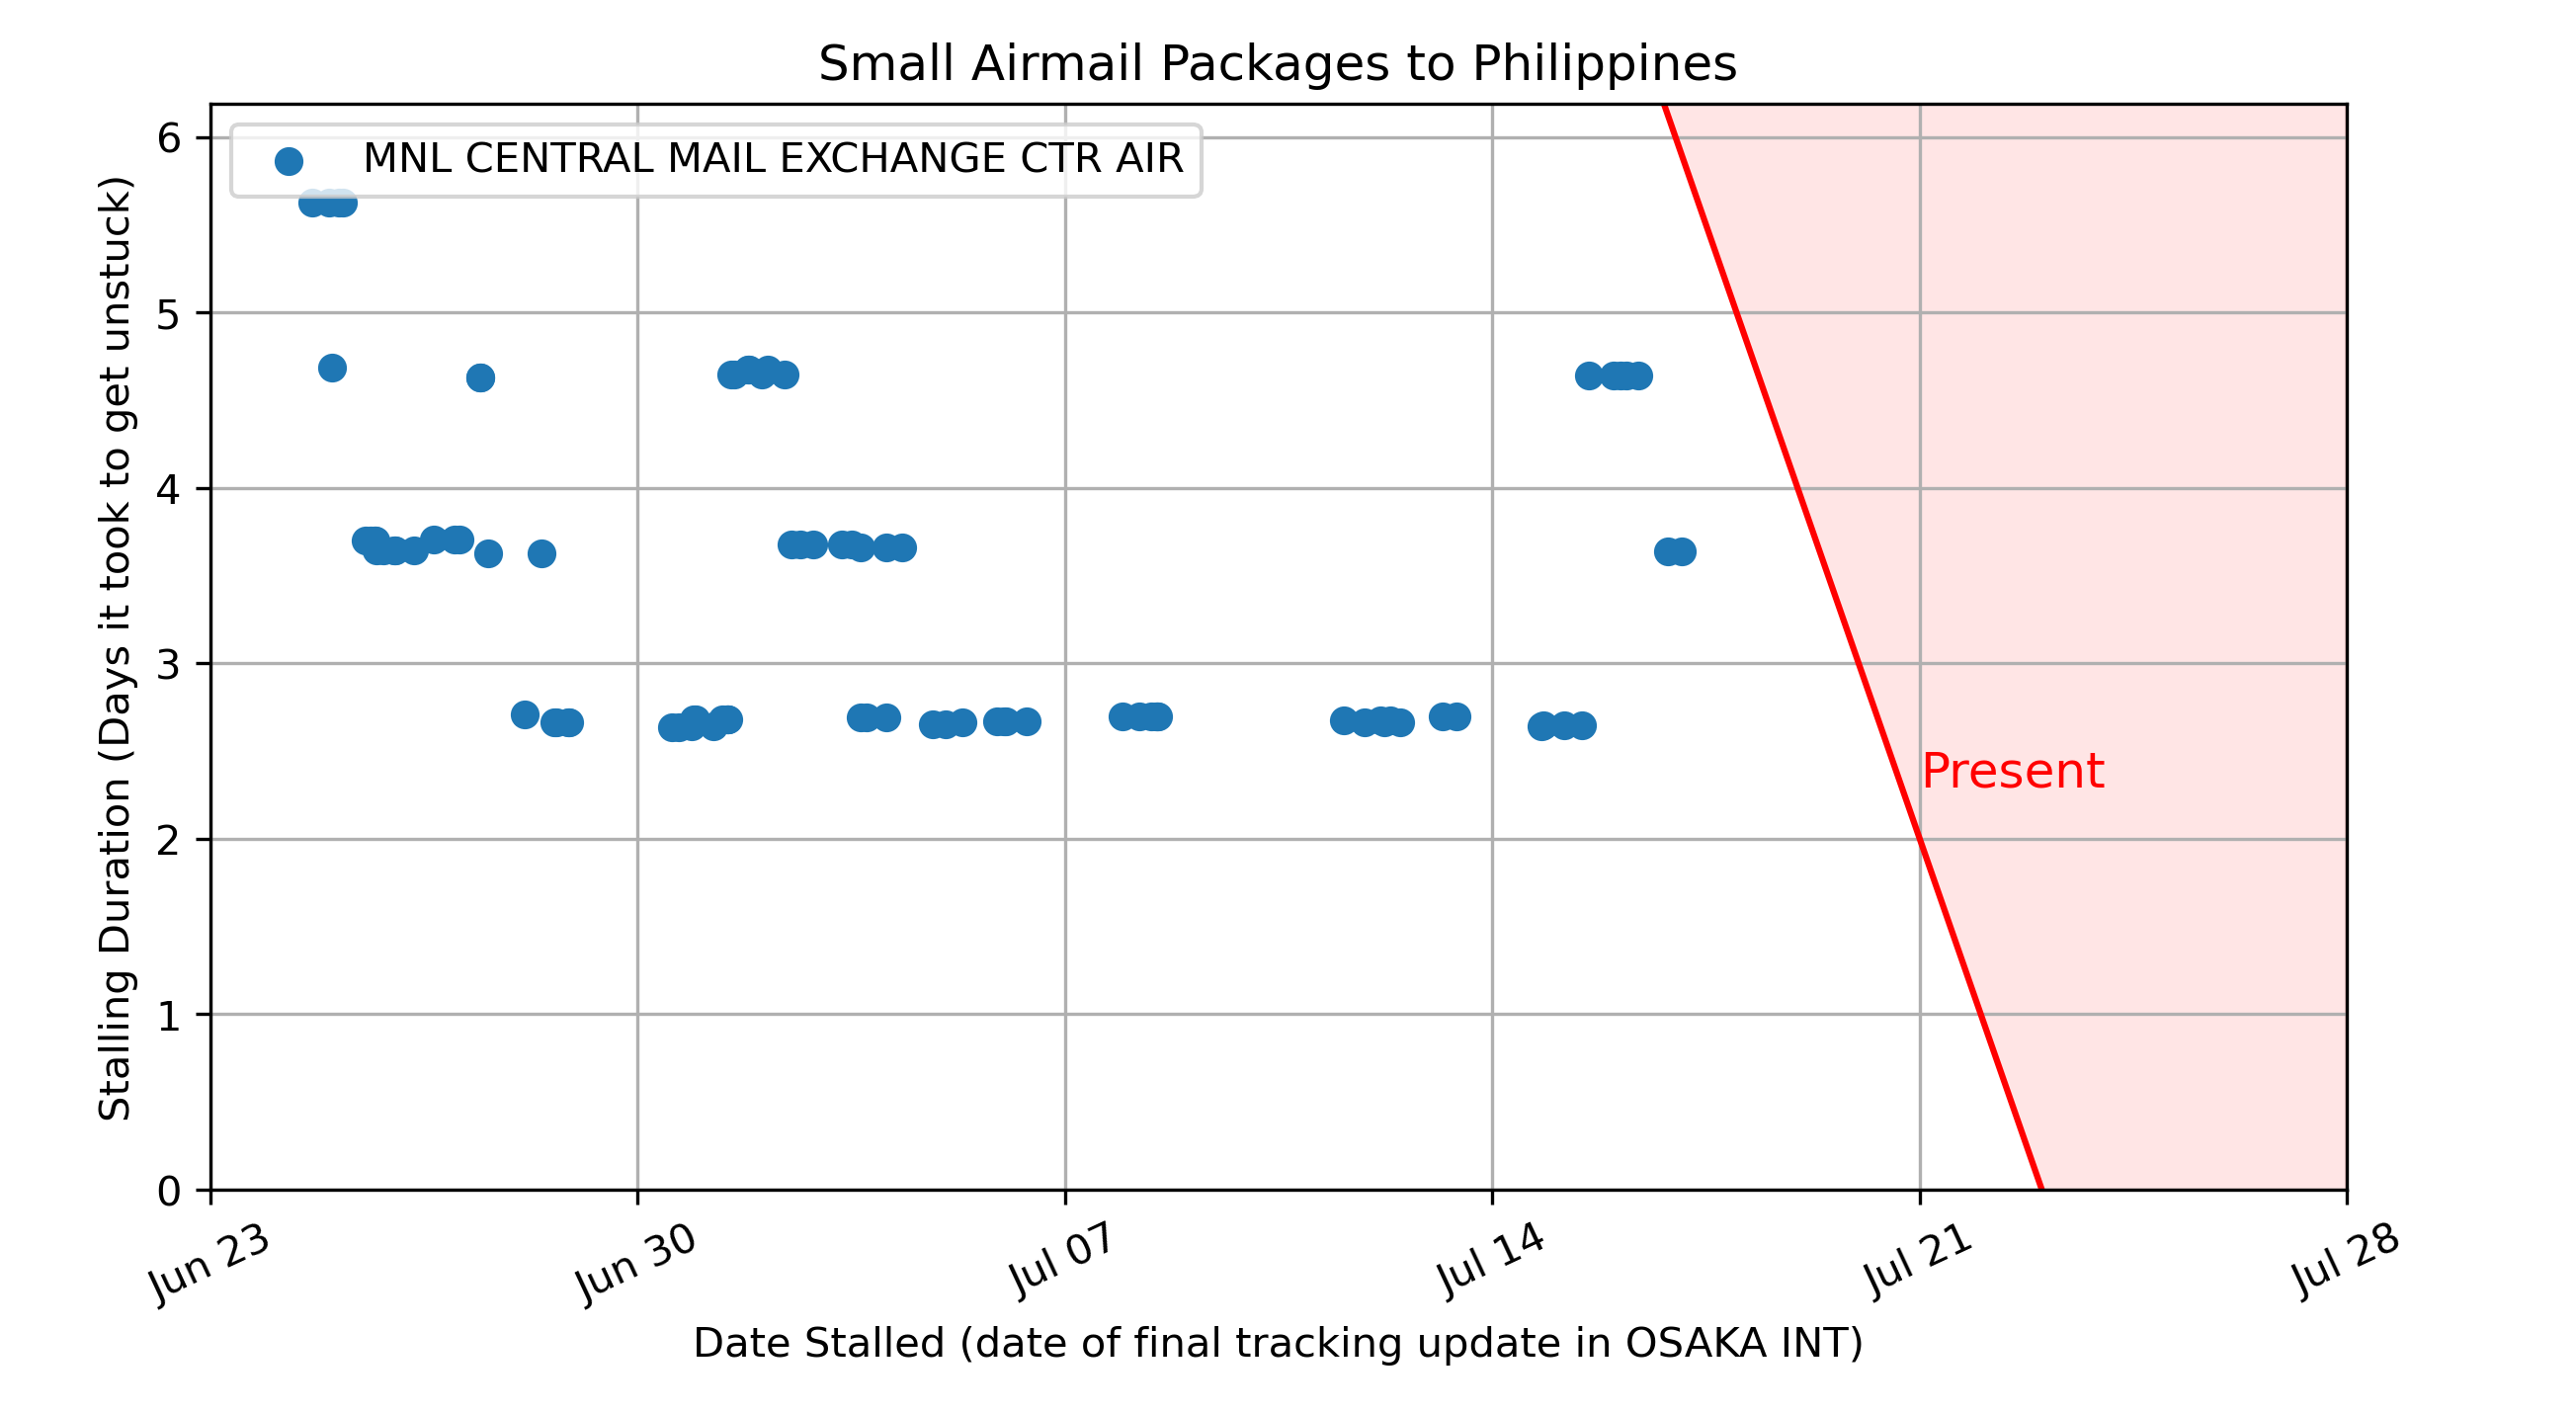 Small Airmail Packages to Philippines
MNL CENTRAL MAIL EXCHANGE CTR AIR
Stalling Duration (Days it took to get unstuck)
6
5
4
3
2
1
0
Present
Jun 23
Jun 30
Jul 07
Jul 14
Jul 21
Jul 28
Date Stalled (date of final tracking update in OSAKA INT)